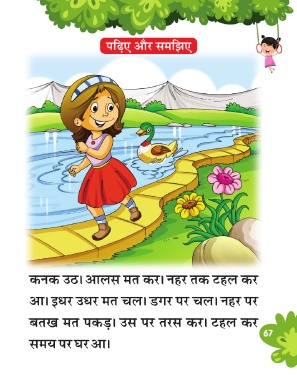 पढ़िए और समझिए
कनक उठ। आलस मत कर। नहर तक टहल कर
आ। इधर उधर मत चल। डगर पर चल। नहर पर
बतख मत पकड़। उस पर तरस कर। टहल कर
समय पर घर आ।
67